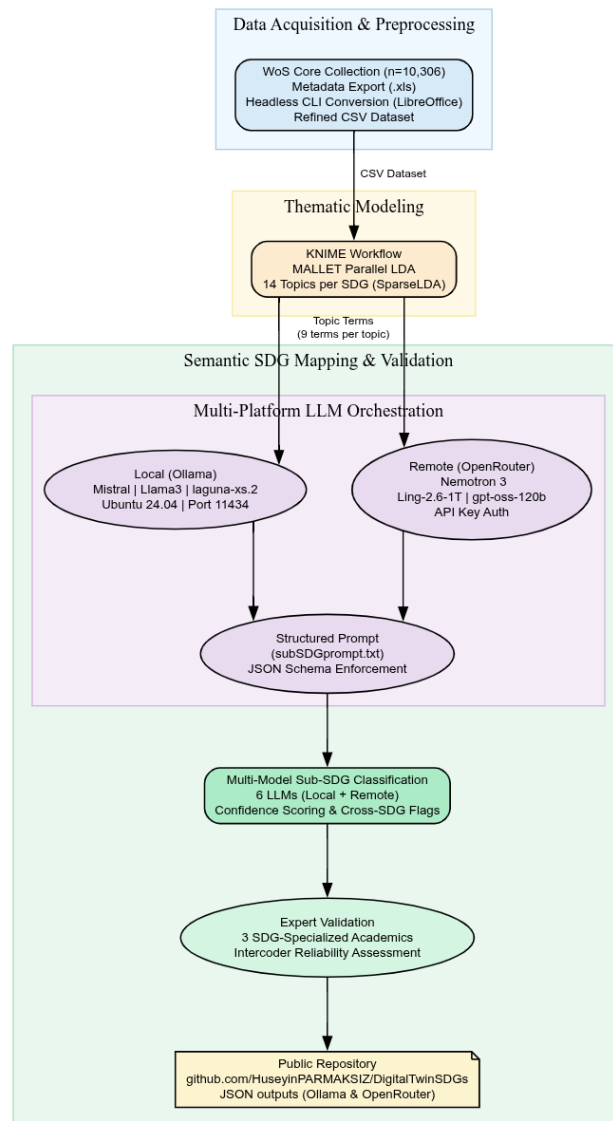 Data Acquisition & Preprocessing
WoS Core Collection (n=10,306)
Metadata Export (.xls)
Headless CLI Conversion (LibreOffice)
Refined CSV Dataset
CSV Dataset
Thematic Modeling
KNIME Workflow
MALLET Parallel LDA
14 Topics per SDG (SparseLDA)
Topic Terms
(9 terms per topic)
Semantic SDG Mapping & Validation
Multi-Platform LLM Orchestration
Local (Ollama)
Mistral | Llama3 | laguna-xs.2
Ubuntu 24.04 | Port 11434
Remote (OpenRouter)
Nemotron 3
Ling-2.6-1T | gpt-oss-120b
API Key Auth
Structured Prompt
(subSDGprompt.txt)
JSON Schema Enforcement
Multi-Model Sub-SDG Classification
6 LLMs (Local + Remote)
Confidence Scoring & Cross-SDG Flags
Expert Validation
3 SDG-Specialized Academics
Intercoder Reliability Assessment
Public Repository
github.com/HuseyinPARMAKSIZ/DigitalTwinSDGs
JSON outputs (Ollama & OpenRouter)